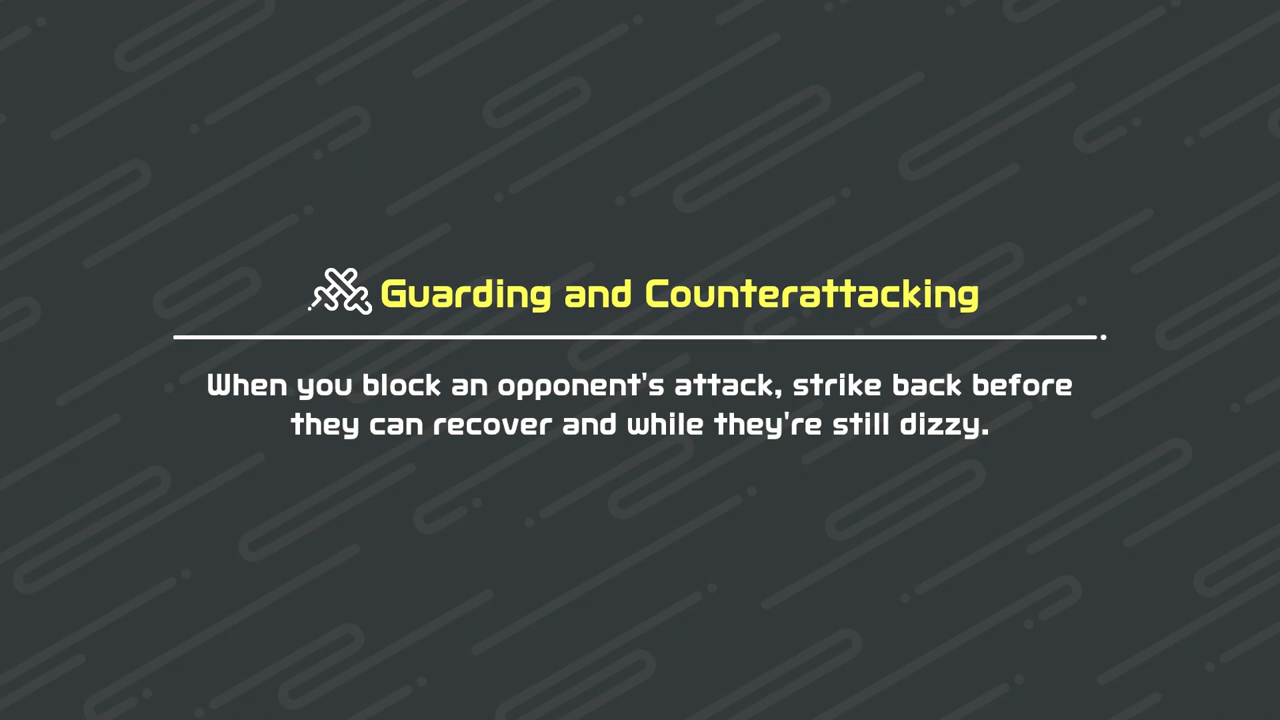 Guarding and Counterattacking
When you block an opponent's attack, strike back before
they can recover and while they're still dizzy.